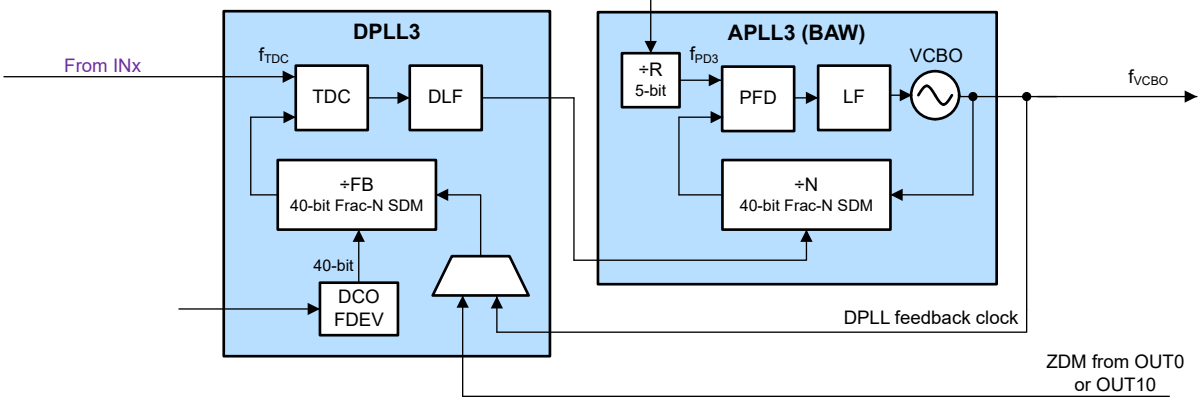 DPLL3
APLL3 (BAW)
From INx
fTDC
TDC
DLF
÷R
5-bit
fPD3
PFD
LF
VCBO
fVCBO
÷FB
40-bit Frac-N SDM
÷N
40-bit Frac-N SDM
40-bit
DCO
FDEV
DPLL feedback clock
ZDM from OUT0
or OUT10